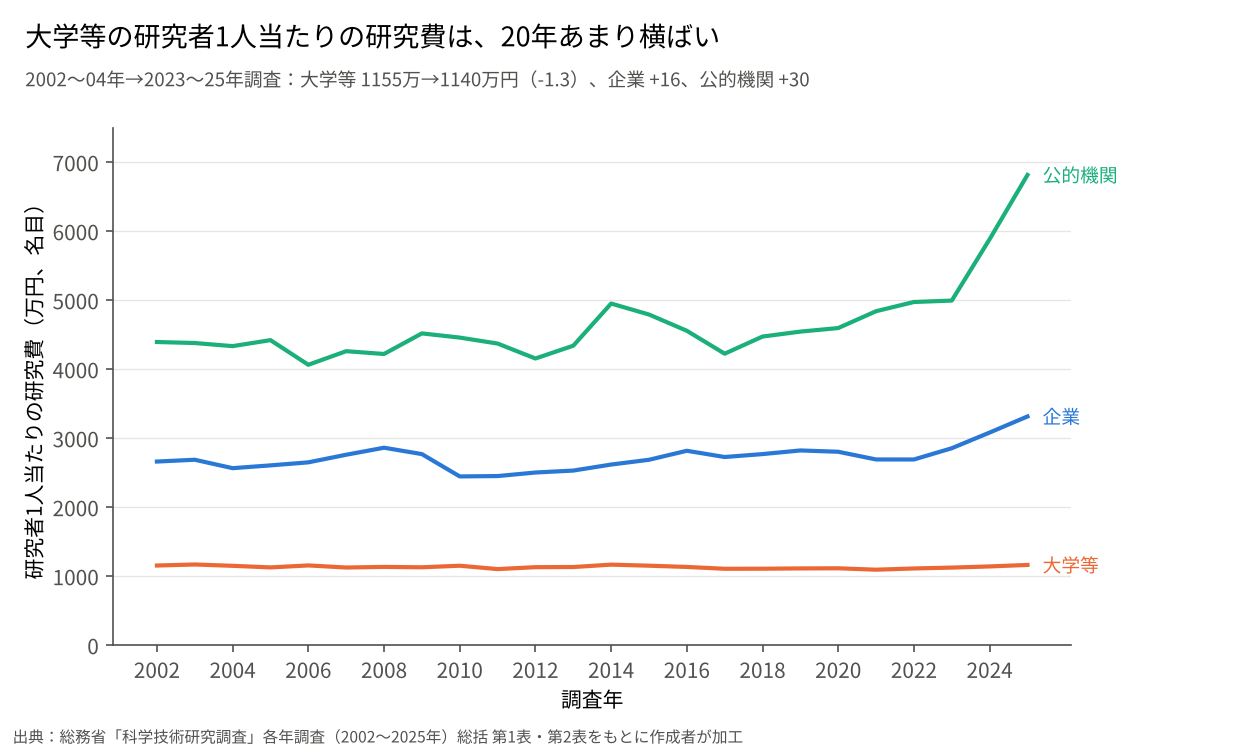 大学等の研究者1人当たりの研究費は、20年あまり横ばい
2002～04年→2023～25年調査：大学等 1155万→1140万円（-1.3）、企業 +16、公的機関 +30
研究者1人当たりの研究費（万円、名目）
7000
6000
5000
4000
3000
2000
1000
0
公的機関
企業
大学等
2002 2004 2006 2008 2010 2012 2014 2016 2018 2020 2022 2024
調査年
出典：総務省「科学技術研究調査」各年調査（2002～2025年）総括 第1表・第2表をもとに作成者が加工